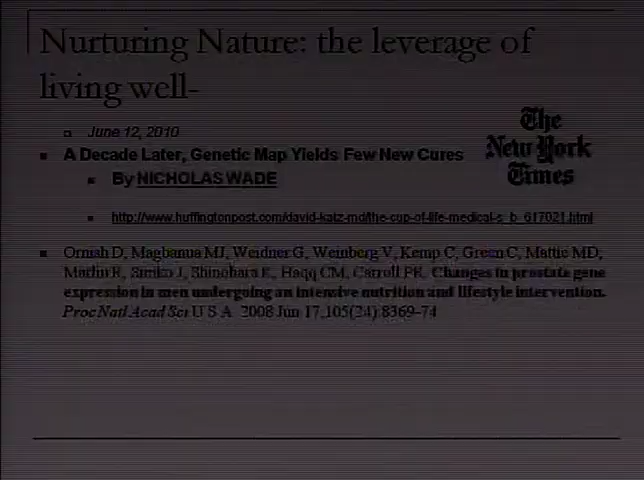 Nurturing Nature: the leverage of
living well-
June 12, 2010
A Decade Later, Genetic Map Yields Few New Cures
By NICHOLAS WADE
The
New York
Times
http://www.huffingtonpost.com/david-katz-md/the-cup-of-life-medical-s_b_617021.html
Ornish D, Magbanua MJ, Weidner G, Weinberg V, Kemp C, Green C, Mattie MD,
Marlin R, Simko J, Shinohara K, Haqq CM, Carroll PR. Changes in prostate gene
expression in men undergoing an intensive nutrition and lifestyle intervention.
Proc Natl Acad Sci U S A. 2008 Jun 17;105(24):8369-74